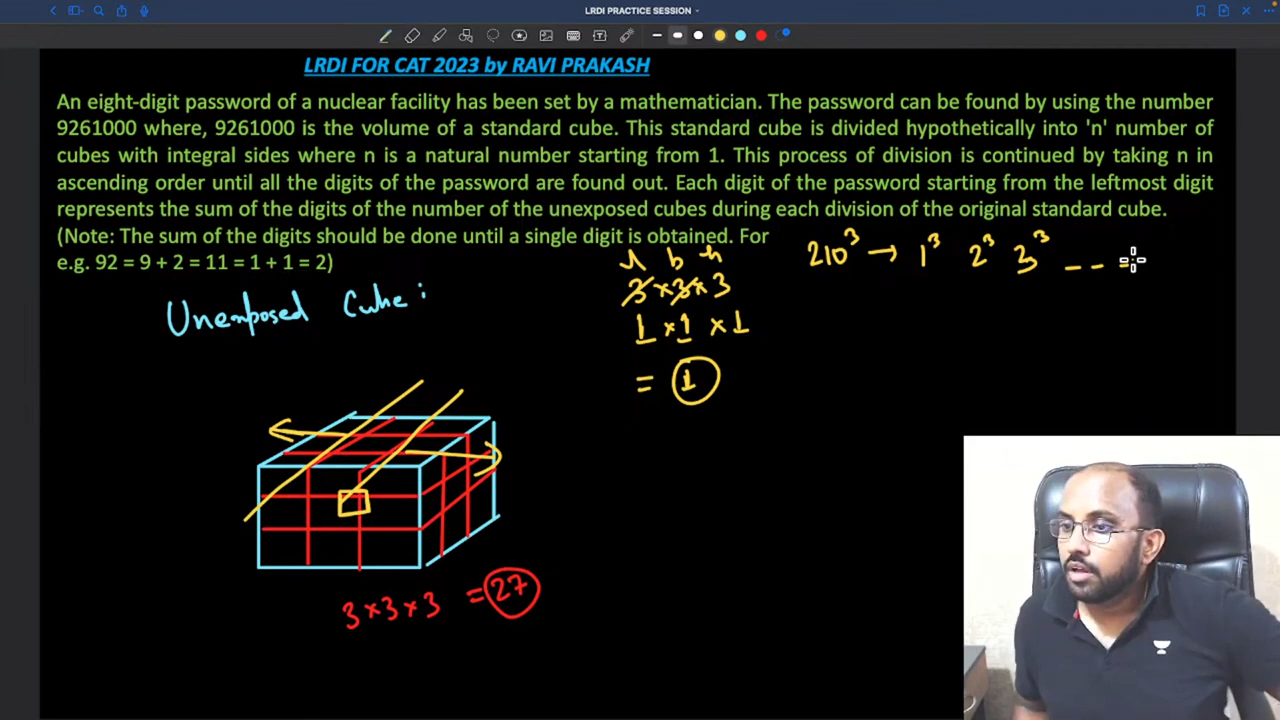 LRDI PRACTICE SESSION
LRDI FOR CAT 2023 by RAVI PRAKASH
An eight-digit password of a nuclear facility has been set by a mathematician. The password can be found by using the number
9261000 where, 9261000 is the volume of a standard cube. This standard cube is divided hypothetically into 'n' number of
cubes with integral sides where n is a natural number starting from 1. This process of division is continued by taking n in
ascending order until all the digits of the password are found out. Each digit of the password starting from the leftmost digit
represents the sum of the digits of the number of the unexposed cubes during each division of the original standard cube.
(Note: The sum of the digits should be done until a single digit is obtained. For
e.g. 92 = 9 + 2 = 11 = 1 + 1 = 2)
210³ → 1³ 2³ 3³ _ _ _
b h
3 × 3 × 3
1 × 1 × 1
= 1
Unexposed Cube :
3 × 3 × 3 = 27